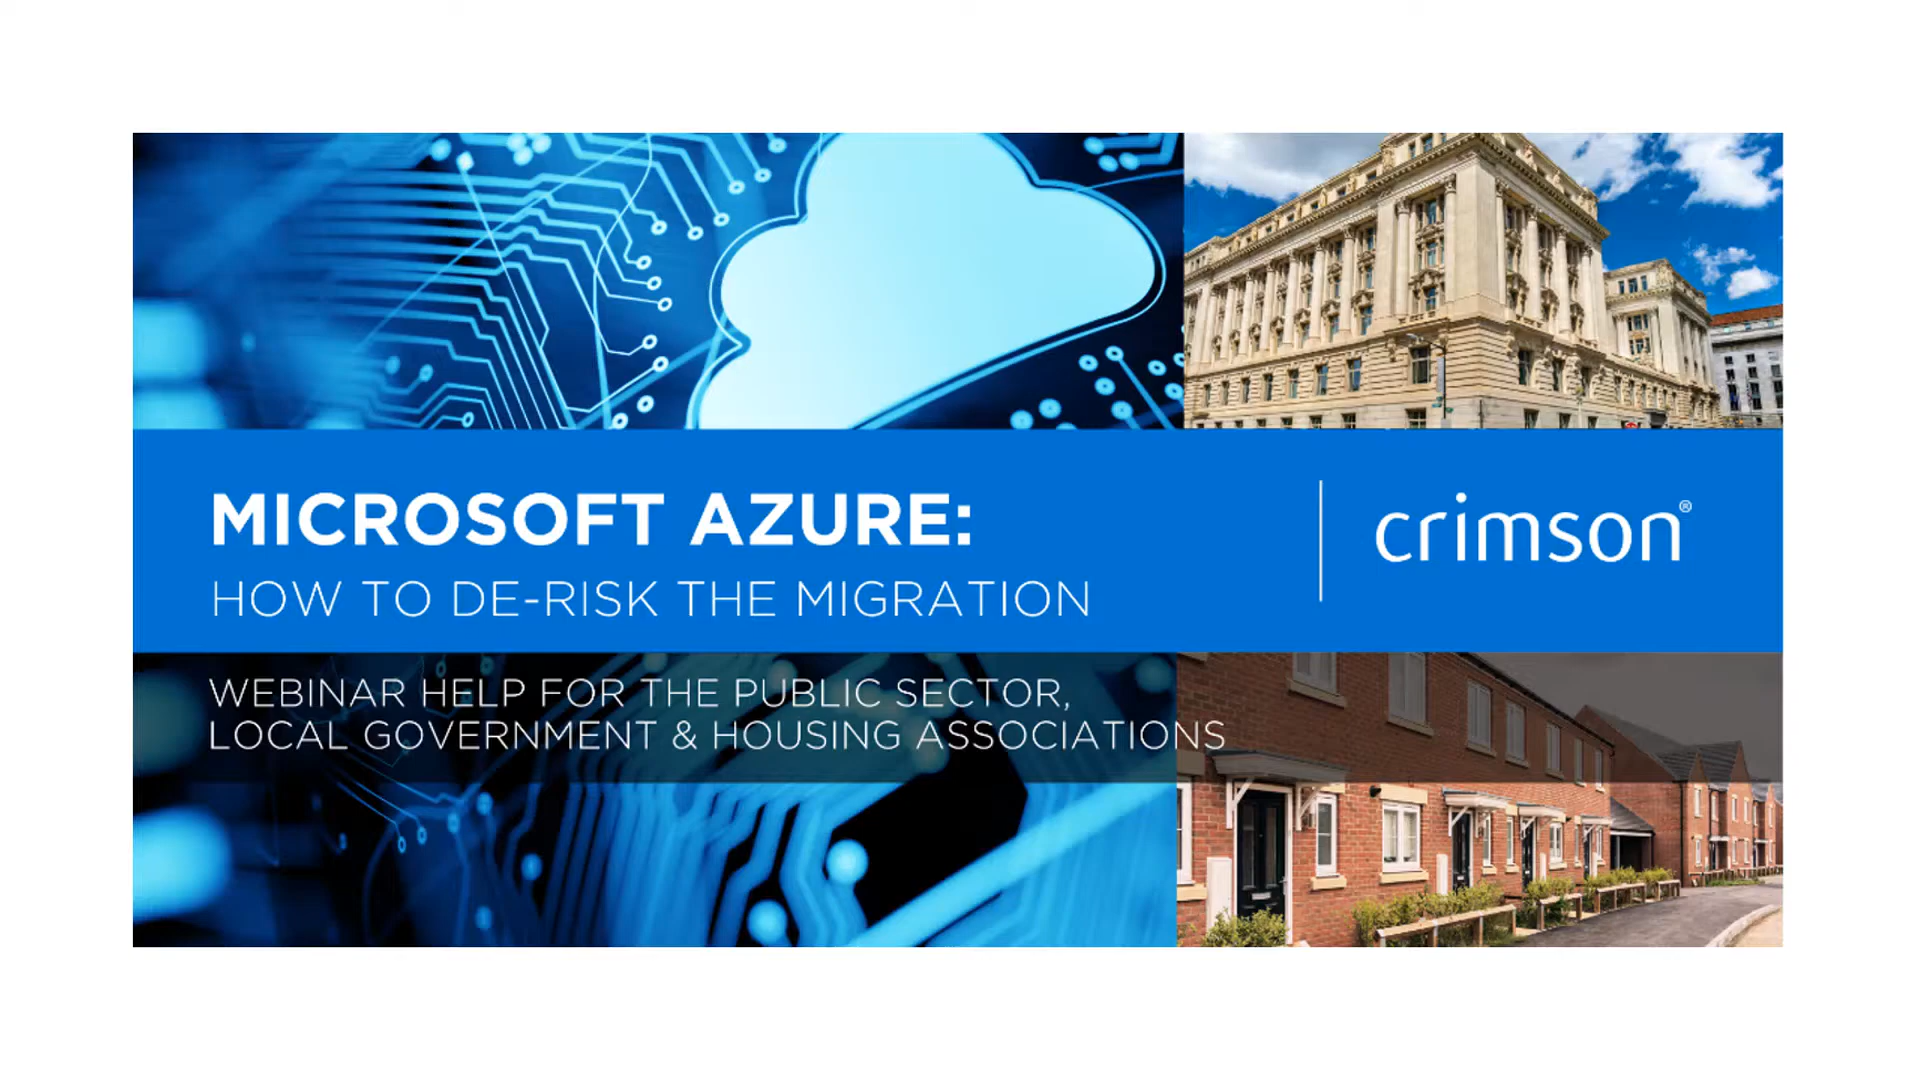 MICROSOFT AZURE:
HOW TO DE-RISK THE MIGRATION
crimson®
WEBINAR HELP FOR THE PUBLIC SECTOR,
LOCAL GOVERNMENT & HOUSING ASSOCIATIONS